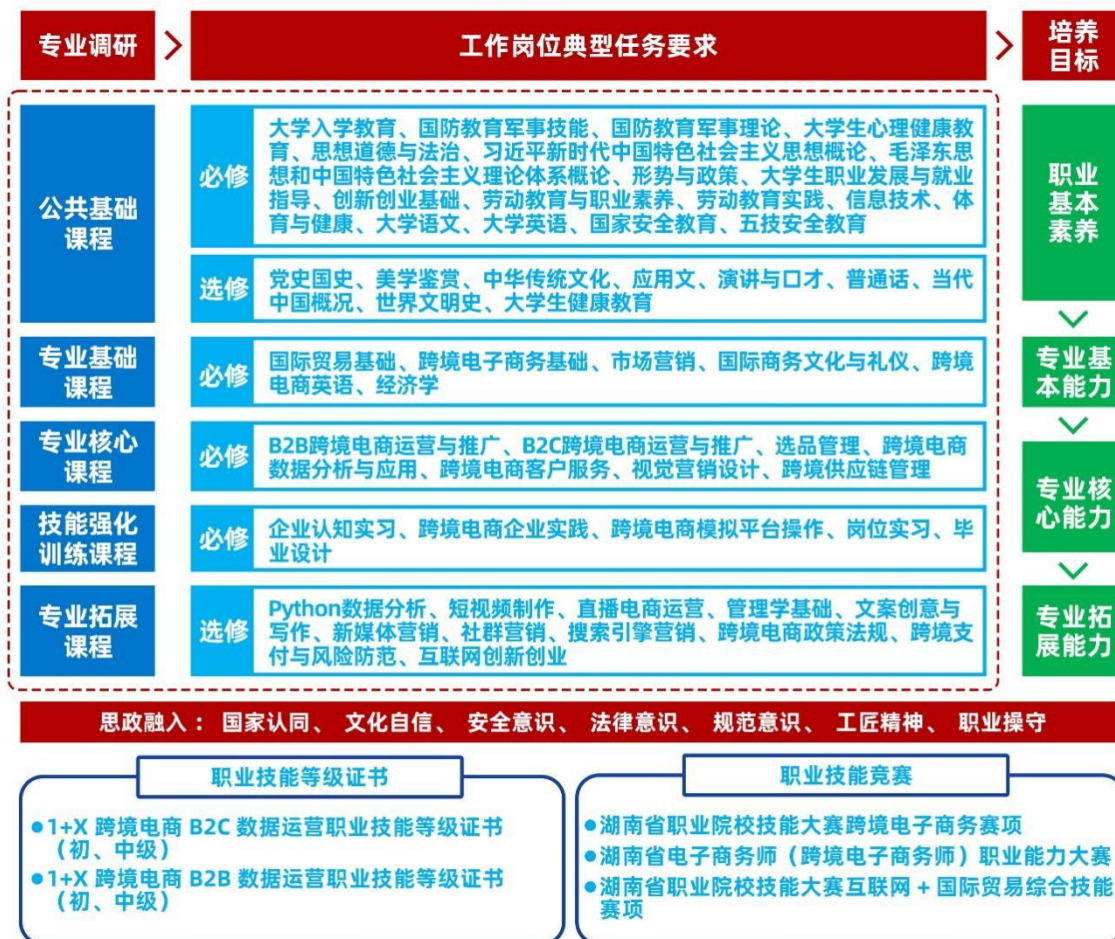 专业调研
工作岗位典型任务要求
培养
目标
公共基础
课程
必修
大学入学教育、国防教育军事技能、国防教育军事理论、大学生心理健康教
育、思想道德与法治、习近平新时代中国特色社会主义思想概论、毛泽东思
想和中国特色社会主义理论体系概论、形势与政策、大学生职业发展与就业
指导、创新创业基础、劳动教育与职业素养、劳动教育实践、信息技术、体
育与健康、大学语文、大学英语、国家安全教育、五技安全教育
选修
党史国史、美学鉴赏、中华传统文化、应用文、演讲与口才、普通话、当代
中国概况、世界文明史、大学生健康教育
职业
基本
素养
专业基础
课程
必修
国际贸易基础、跨境电子商务基础、市场营销、国际商务文化与礼仪、跨境
电商英语、经济学
专业基
本能力
专业核心
课程
必修
B2B跨境电商运营与推广、B2C跨境电商运营与推广、选品管理、跨境电商
数据分析与应用、跨境电商客户服务、视觉营销设计、跨境供应链管理
专业核
心能力
技能强化
训练课程
必修
企业认知实习、跨境电商企业实践、跨境电商模拟平台操作、岗位实习、毕
业设计
专业拓展
课程
选修
Python数据分析、短视频制作、直播电商运营、管理学基础、文案创意与
写作、新媒体营销、社群营销、搜索引擎营销、跨境电商政策法规、跨境支
付与风险防范、互联网创新创业
专业拓
展能力
思政融入： 国家认同、 文化自信、 安全意识、 法律意识、 规范意识、 工匠精神、 职业操守
职业技能等级证书
●1+X 跨境电商 B2C 数据运营职业技能等级证书
（初、中级）
●1+X 跨境电商 B2B 数据运营职业技能等级证书
（初、中级）
职业技能竞赛
●湖南省职业院校技能大赛跨境电子商务赛项
●湖南省电子商务师（跨境电子商务师）职业能力大赛
●湖南省职业院校技能大赛互联网 + 国际贸易综合技能
赛项